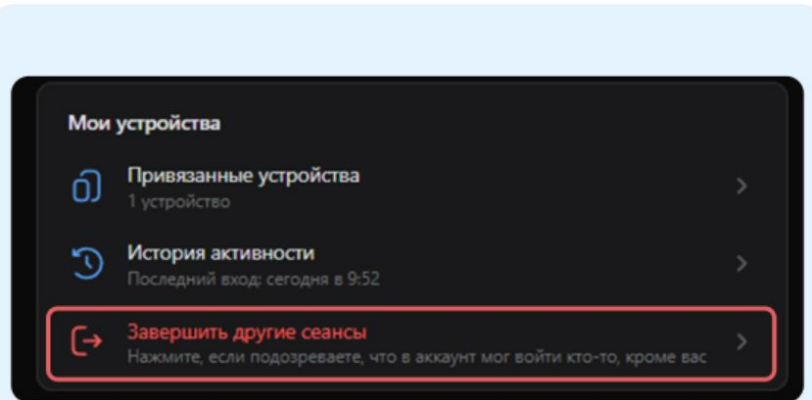 Мои устройства
Привязанные устройства
1 устройство
История активности
Последний вход: сегодня в 9:52
Завершить другие сеансы
Нажмите, если подозреваете, что в аккаунт мог войти кто-то, кроме вас